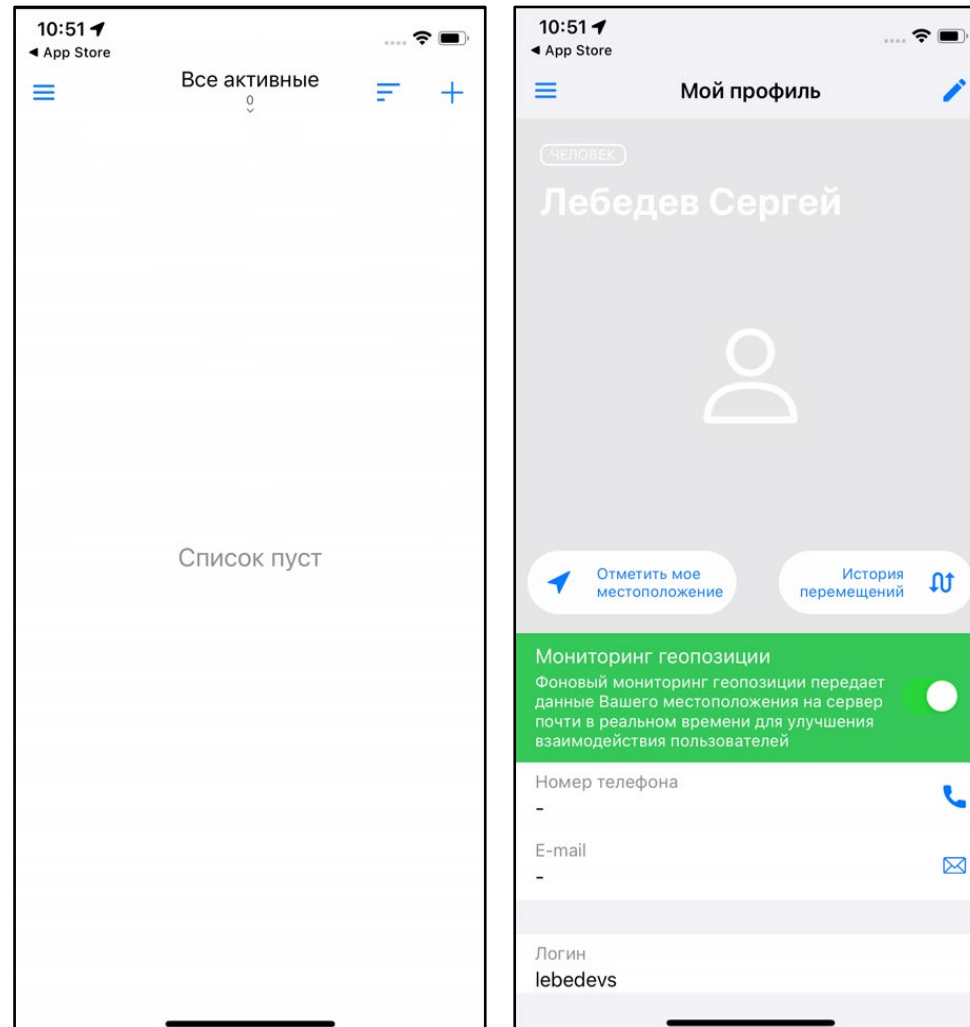 10:51
◀ App Store
Все активные
0
Список пуст
10:51
◀ App Store
Мой профиль
ЧЕЛОВЕК
Лебедев Сергей
Отметить мое
местоположение
История
перемещений
Мониторинг геопозиции
Фоновый мониторинг геопозиции передает
данные Вашего местоположения на сервер
почти в реальном времени для улучшения
взаимодействия пользователей
Номер телефона
-
E-mail
-
Логин
lebedevs